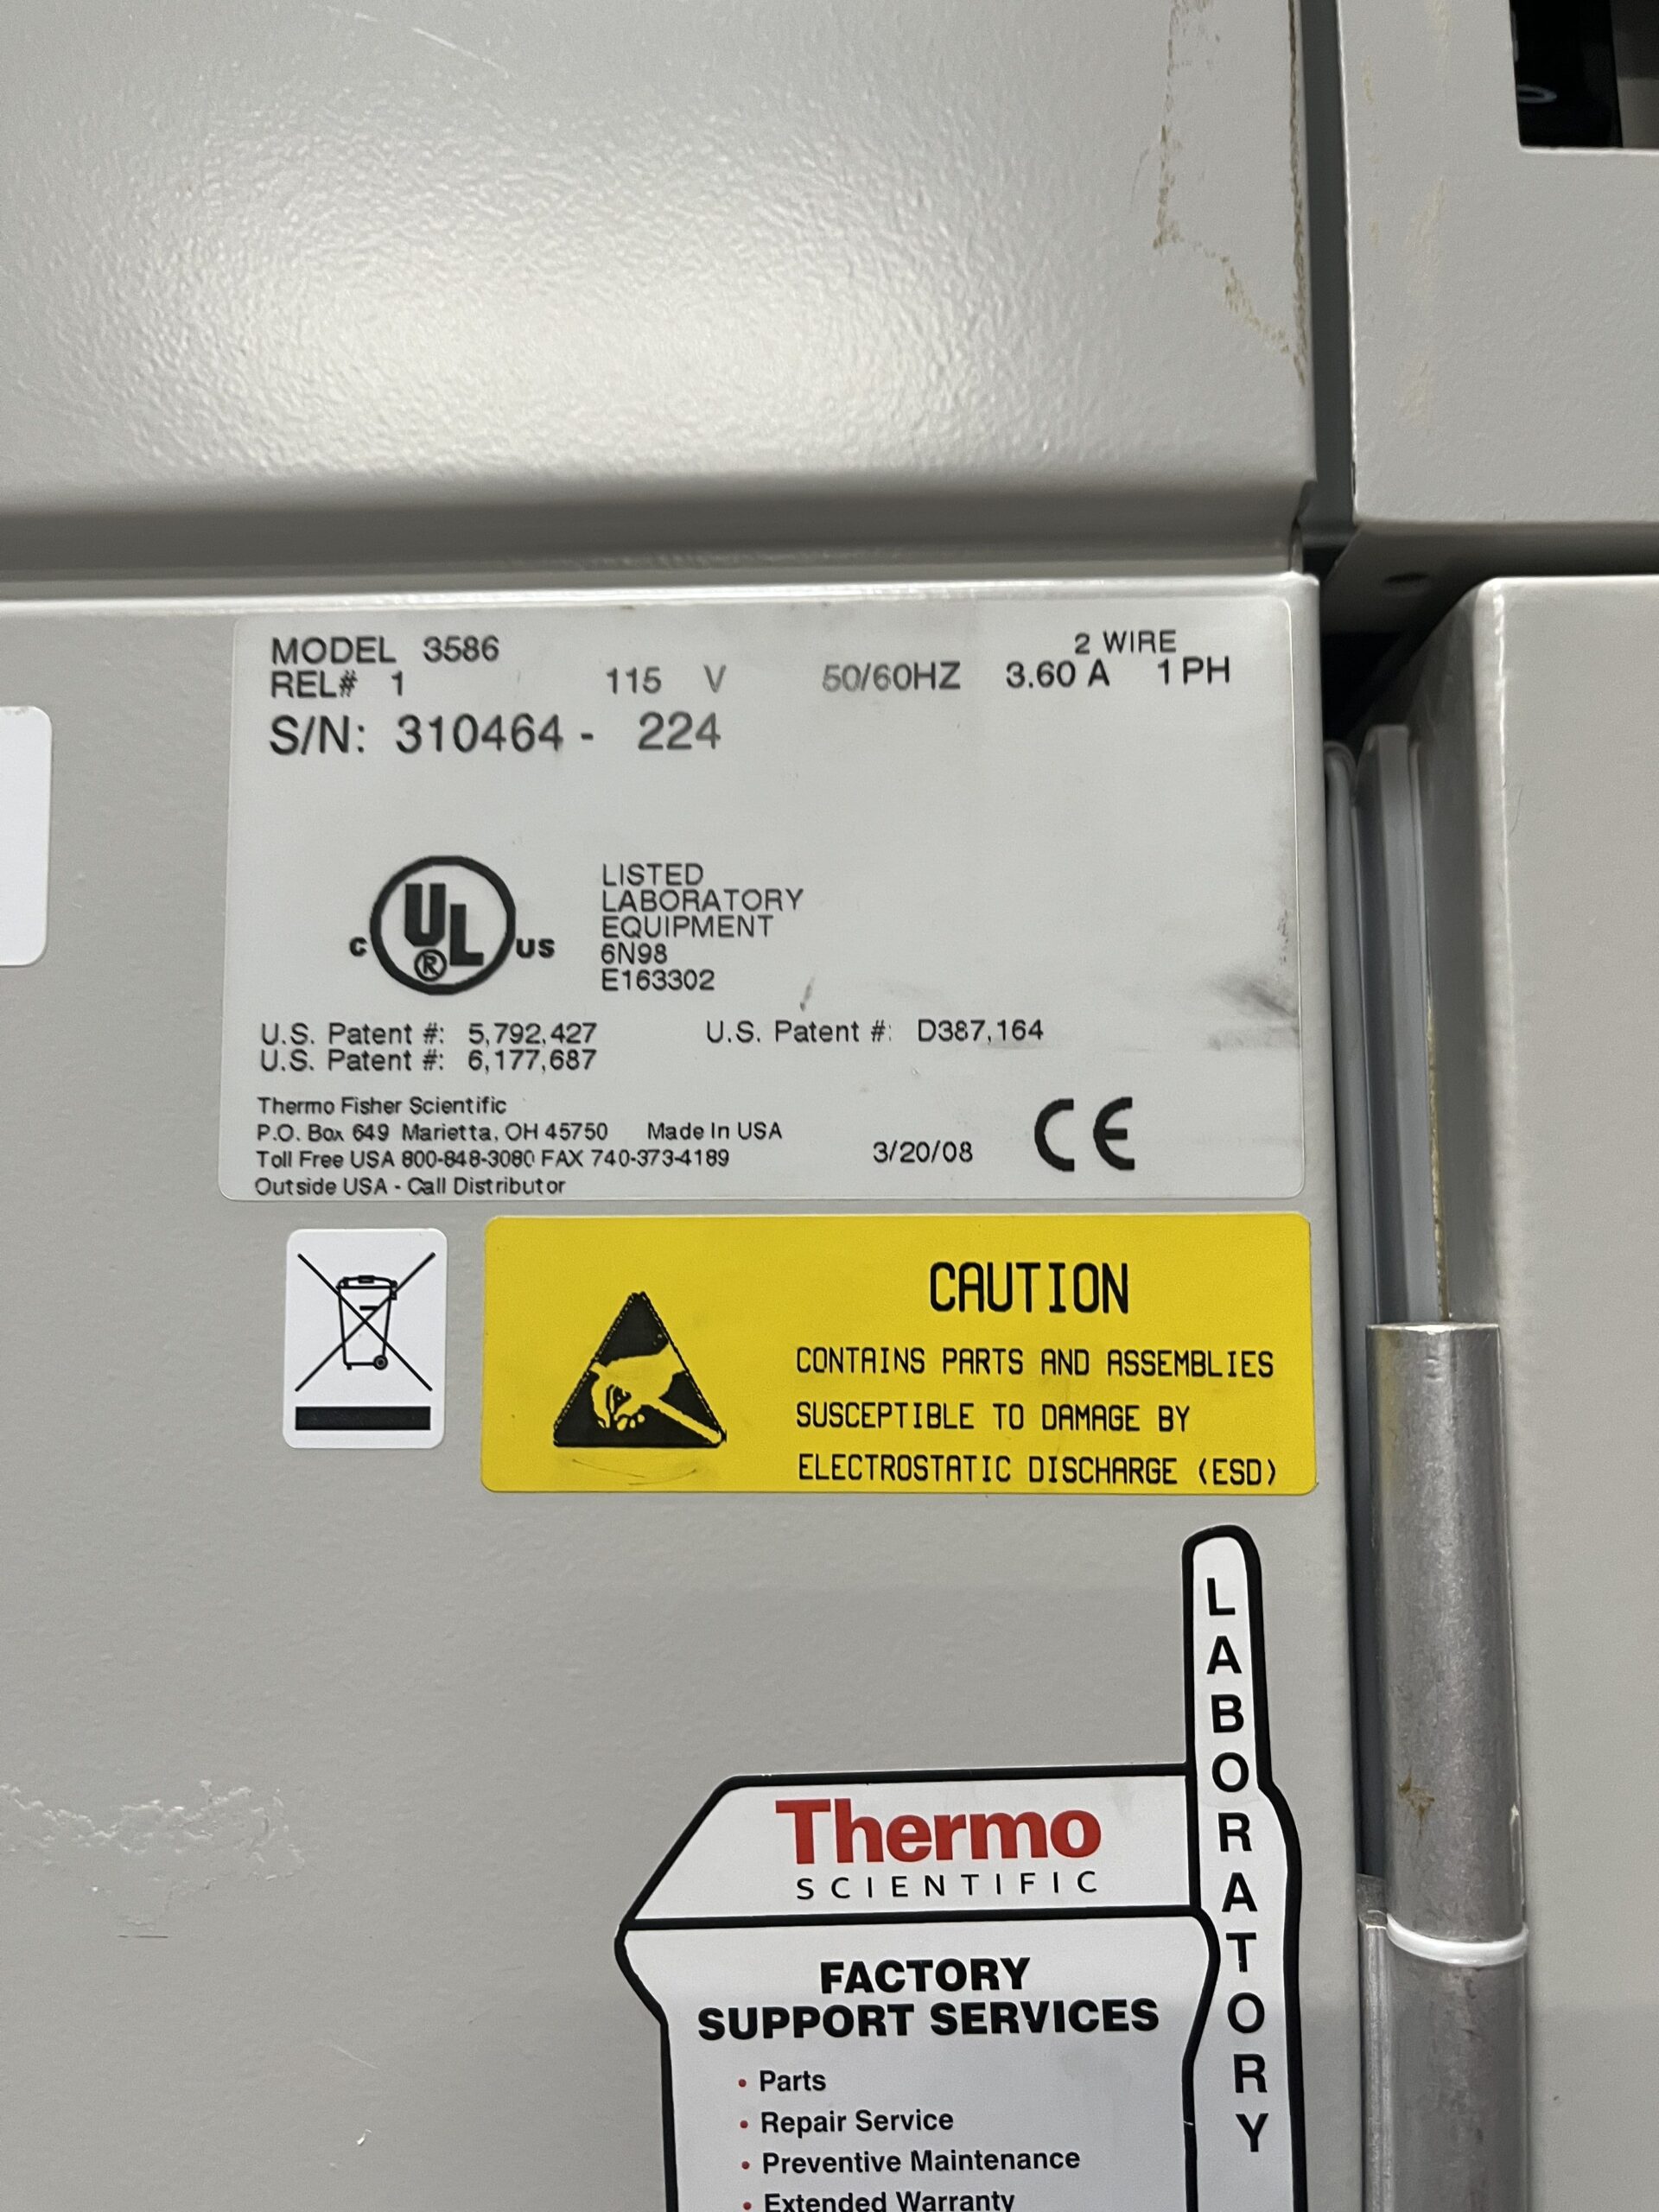 MODEL 3586
2 WIRE
REL# 1 115 V 50/60HZ 3.60 A 1 PH
S/N: 310464 - 224
C UL ® US
LISTED
LABORATORY
EQUIPMENT
6N98
E163302
U.S. Patent #: 5,792,427 U.S. Patent #: D387,164
U.S. Patent #: 6,177,687
Thermo Fisher Scientific
P.O. Box 649 Marietta, OH 45750 Made In USA
Toll Free USA 800-848-3080 FAX 740-373-4189
Outside USA - Call Distributor
3/20/08
CE
CAUTION
CONTAINS PARTS AND ASSEMBLIES
SUSCEPTIBLE TO DAMAGE BY
ELECTROSTATIC DISCHARGE (ESD)
LABORATORY
Thermo
SCIENTIFIC
FACTORY
SUPPORT SERVICES
• Parts
• Repair Service
• Preventive Maintenance
• Extended Warranty